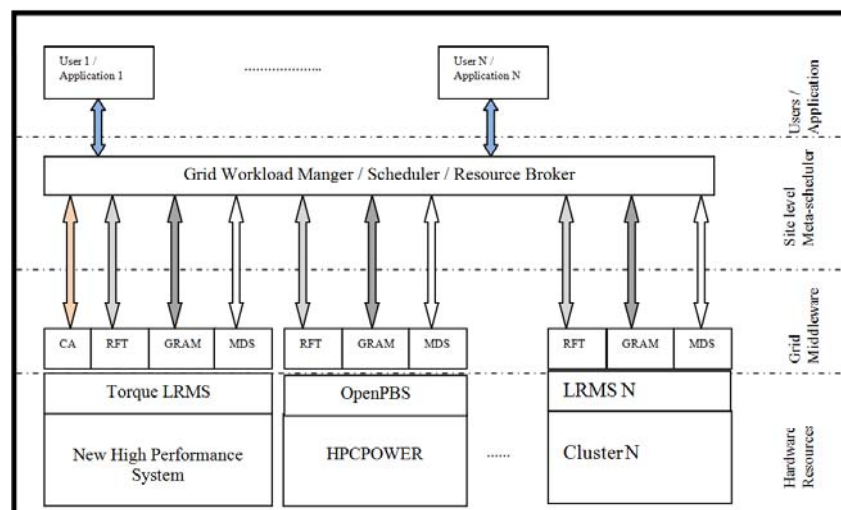 User 1 /
Application 1
.....................
User N /
Application N
Users /
Application
Grid Workload Manger / Scheduler / Resource Broker
Site level
Meta-scheduler
CA
RFT
GRAM
MDS
RFT
GRAM
MDS
RFT
GRAM
MDS
Grid
Middleware
Torque LRMS
OpenPBS
LRMS N
New High Performance
System
HPCPOWER
......
Cluster N
Hardware
Resources